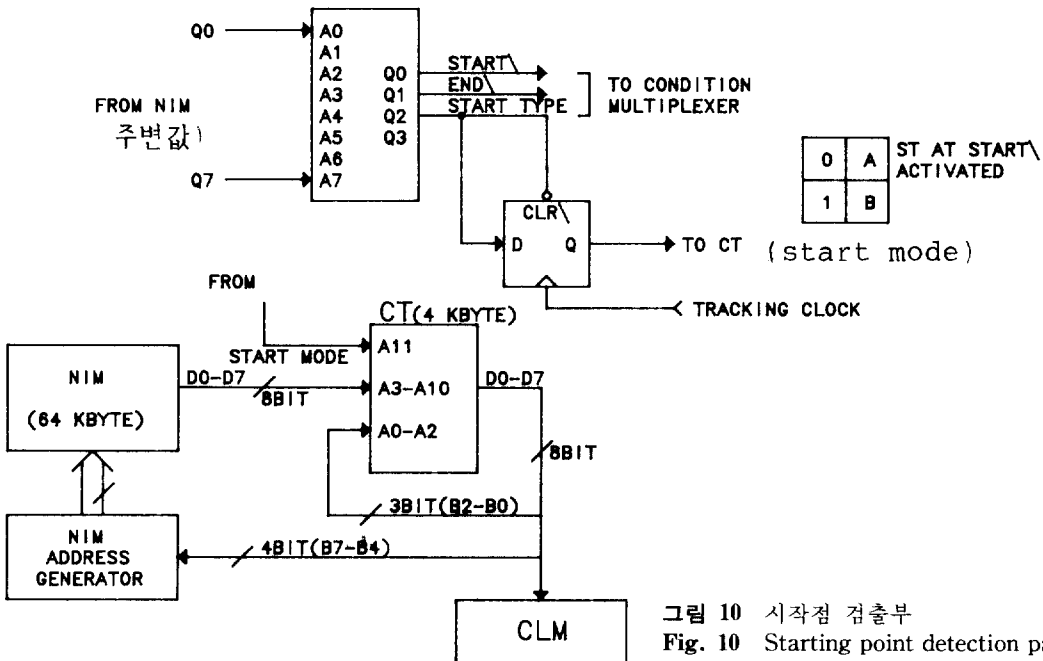 Q0
A0
A1
A2
A3
A4
A5
A6
A7
Q0
Q1
Q2
Q3
START\
END\
START TYPE
TO CONDITION
MULTIPLEXER
FROM NIM
주변값)
Q7
0 A
1 B
ST AT START\
ACTIVATED
CLR\
D Q
TO CT (start mode)
TRACKING CLOCK
FROM
START MODE
CT(4 KBYTE)
A11
A3-A10
A0-A2
D0-D7
8BIT
NIM
(64 KBYTE)
D0-D7
8BIT
3BIT(B2-B0)
4BIT(B7-B4)
NIM
ADDRESS
GENERATOR
CLM
그림 10 시작점 검출부
Fig. 10 Starting point detection pa